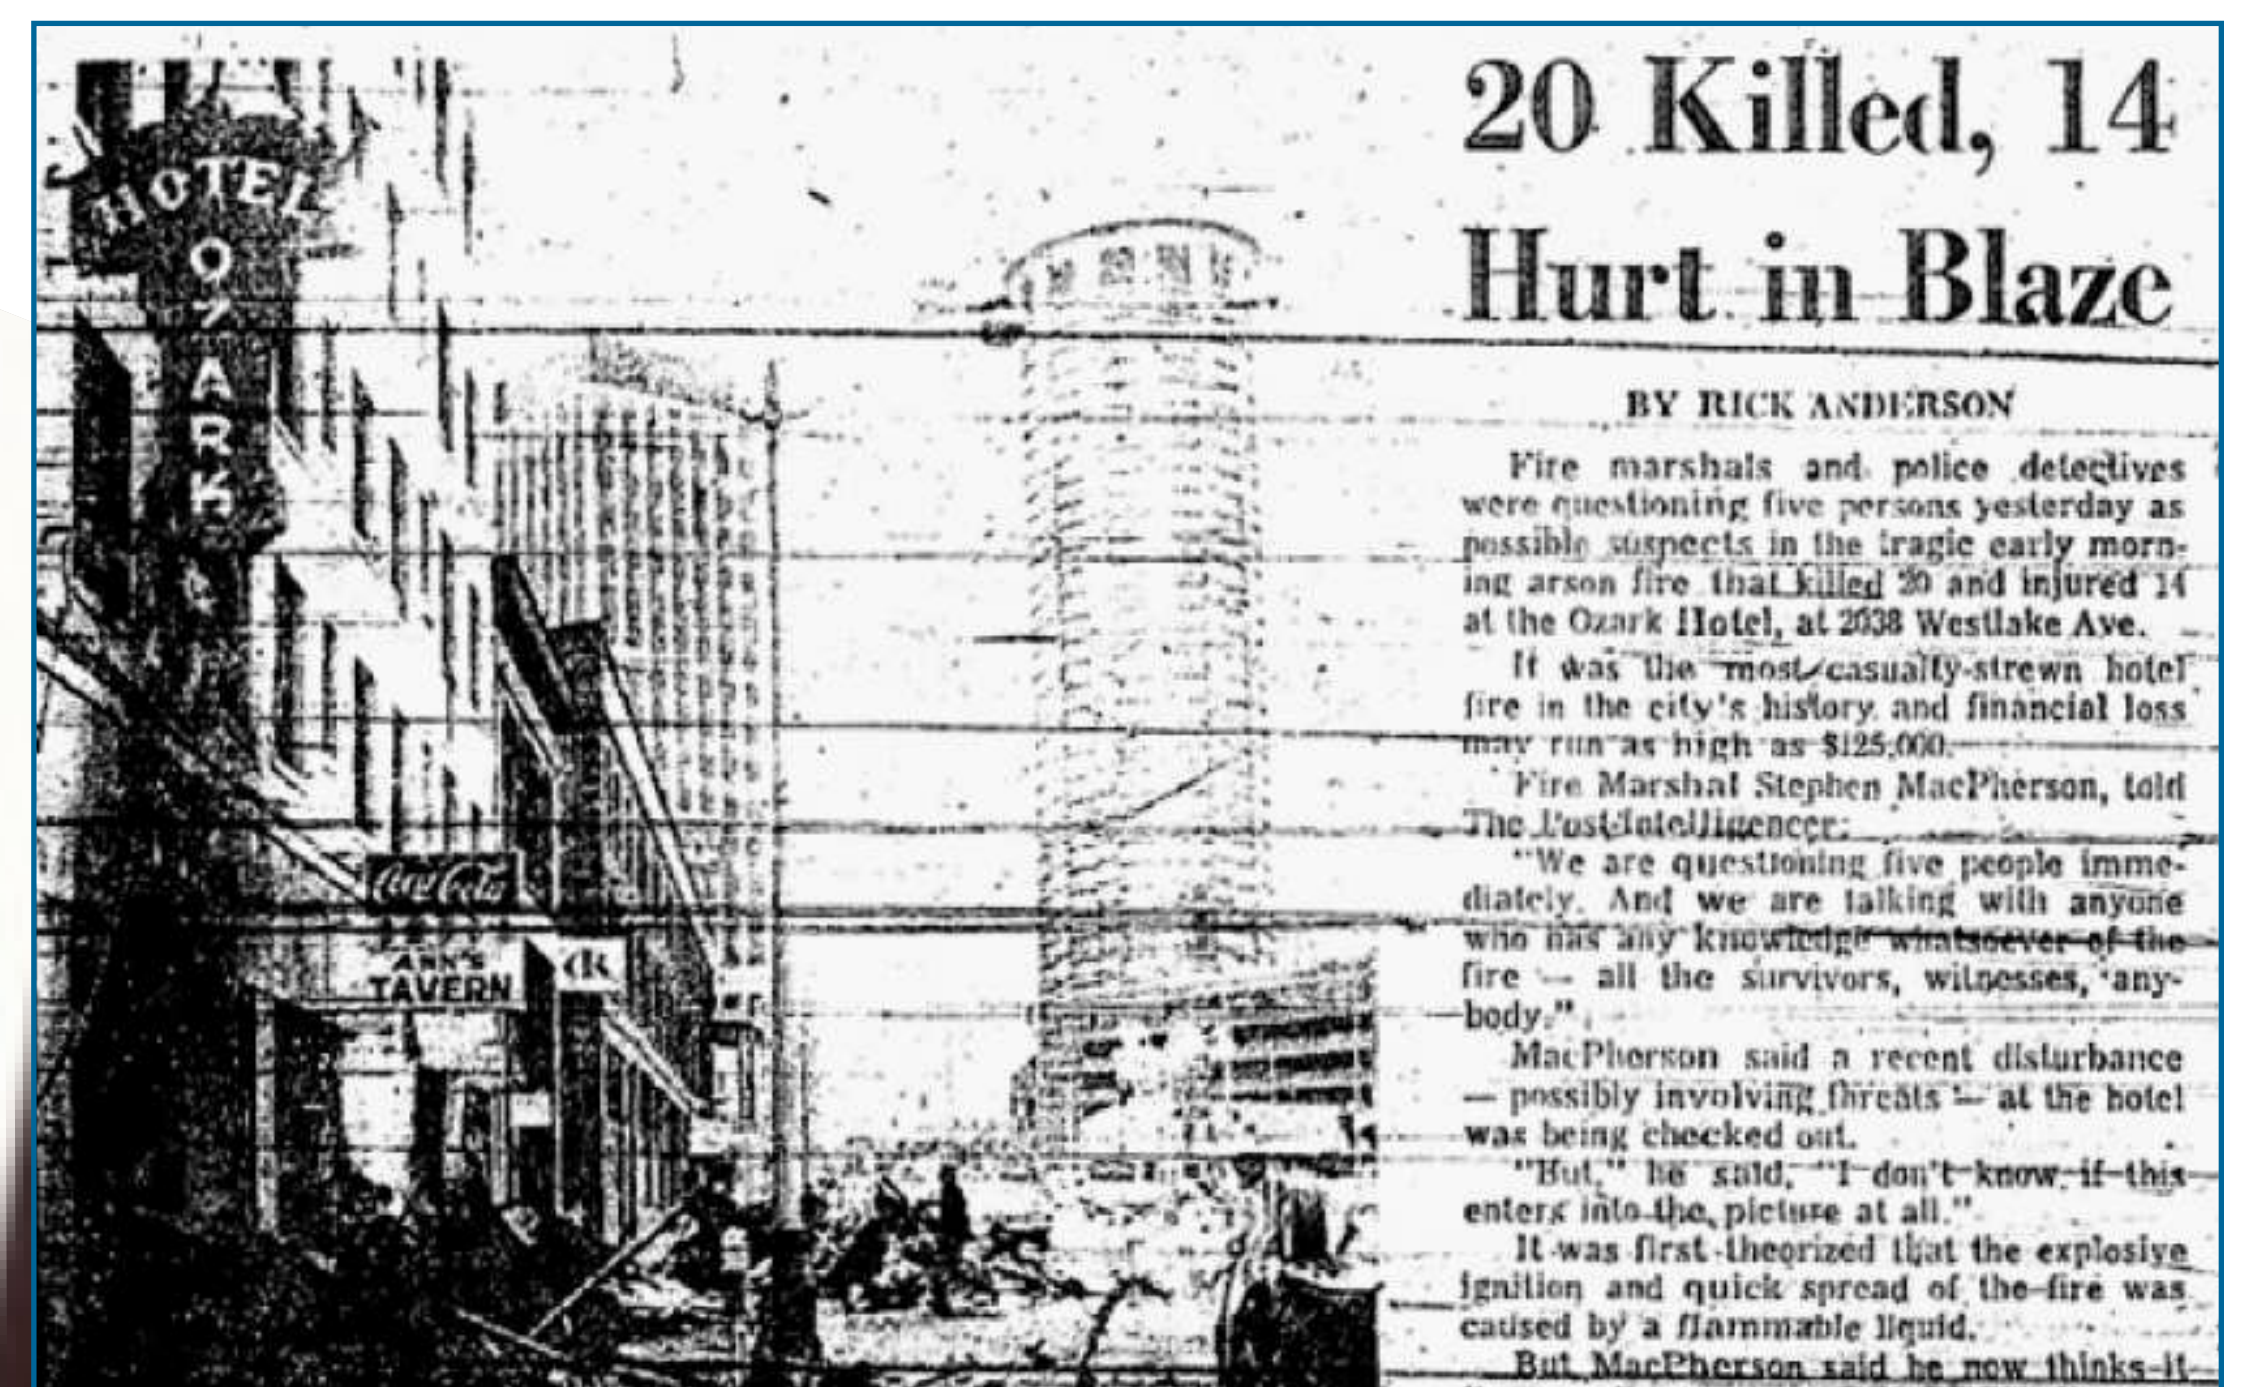 HOTEL
OZARK
Coca-Cola
ANN'S
TAVERN
20 Killed, 14
Hurt in Blaze
BY RICK ANDERSON
Fire marshals and police detectives
were questioning five persons yesterday as
possible suspects in the tragic early morn-
ing arson fire that killed 20 and injured 14
at the Ozark Hotel, at 2038 Westlake Ave.
It was the most casualty-strewn hotel
fire in the city's history and financial loss
may run as high as $125,000.
Fire Marshal Stephen MacPherson, told
The Post-Intelligencer:
"We are questioning five people imme-
diately. And we are talking with anyone
who has any knowledge whatsoever of the
fire — all the survivors, witnesses, any-
body."
MacPherson said a recent disturbance
— possibly involving threats — at the hotel
was being checked out.
"But," he said, "I don't know if this
enters into the picture at all."
It was first theorized that the explosive
ignition and quick spread of the fire was
caused by a flammable liquid.
But MacPherson said he now thinks it